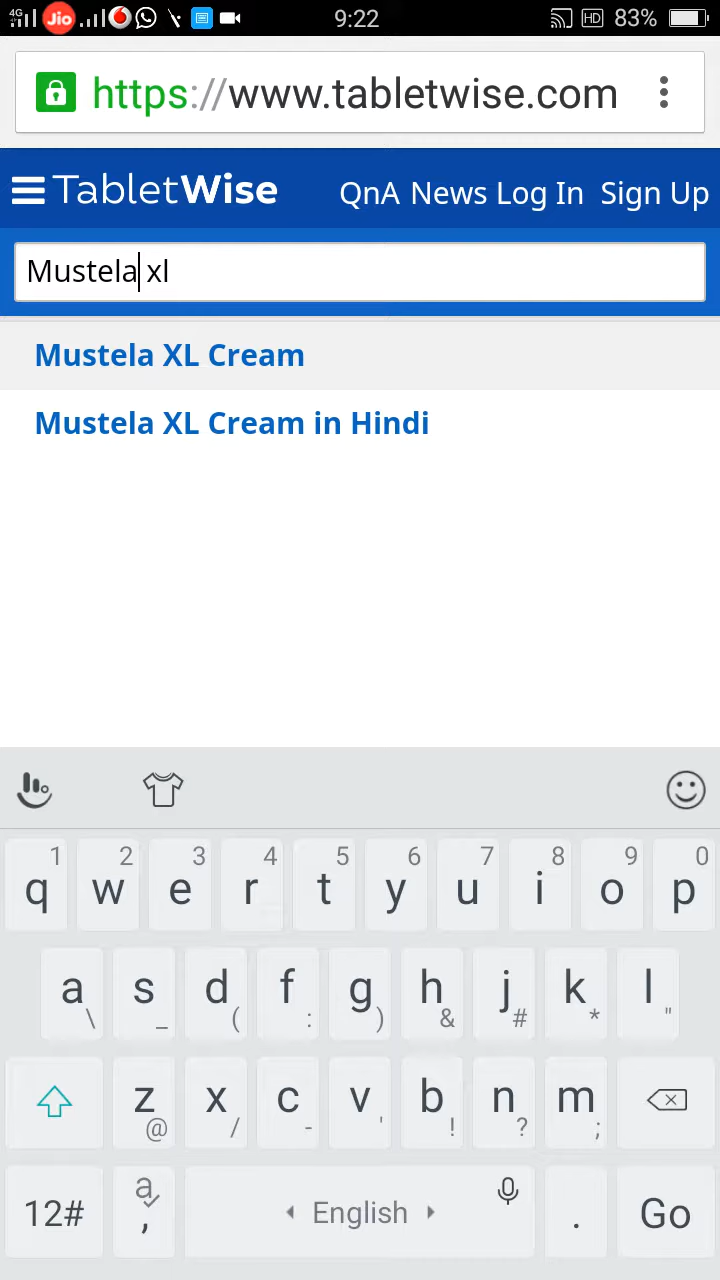 4G Jio 9:22 HD 83%
https://www.tabletwise.com
TabletWise QnA News Log In Sign Up
Mustela xl
Mustela XL Cream
Mustela XL Cream in Hindi
1 2 3 4 5 6 7 8 9 0
q w e r t y u i o p
a s d f g h j k l
\ _ ( : ) & # * "
z x c v b n m
@ / - ' ! ? ;
12# a , English . Go